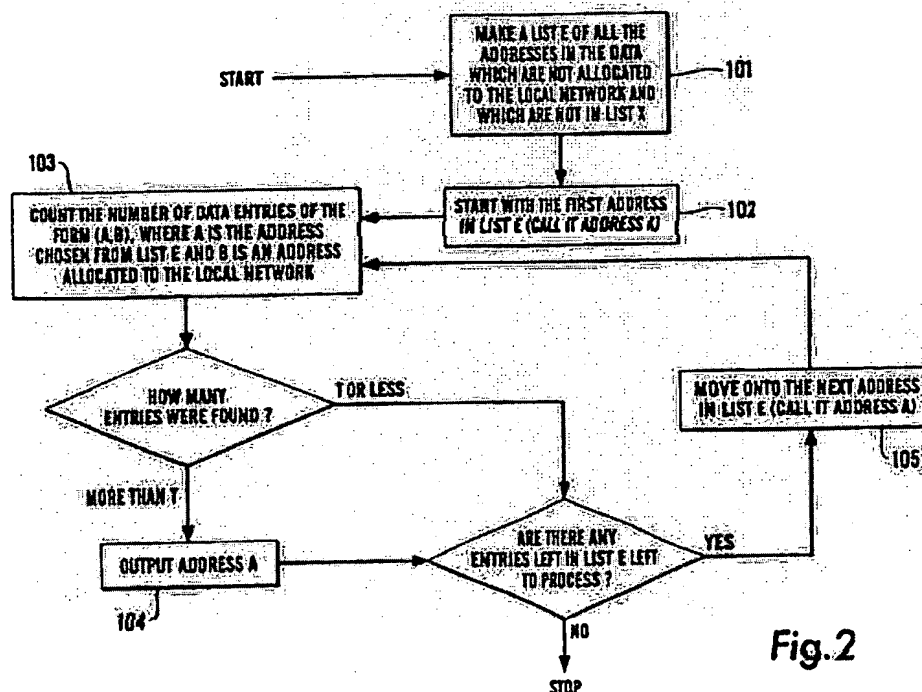 MAKE A LIST E OF ALL THE
ADDRESSES IN THE DATA
WHICH ARE NOT ALLOCATED
TO THE LOCAL NETWORK AND
WHICH ARE NOT IN LIST X
101
START
103
START WITH THE FIRST ADDRESS
IN LIST E (CALL IT ADDRESS A)
102
COUNT THE NUMBER OF DATA ENTRIES OF THE
FORM (A,B), WHERE A IS THE ADDRESS
CHOSEN FROM LIST E AND B IS AN ADDRESS
ALLOCATED TO THE LOCAL NETWORK
HOW MANY
ENTRIES WERE FOUND ?
T OR LESS
MOVE ONTO THE NEXT ADDRESS
IN LIST E (CALL IT ADDRESS A)
105
MORE THAN T
OUTPUT ADDRESS A
104
ARE THERE ANY
ENTRIES LEFT IN LIST E LEFT
TO PROCESS ?
YES
NO
STOP
Fig.2